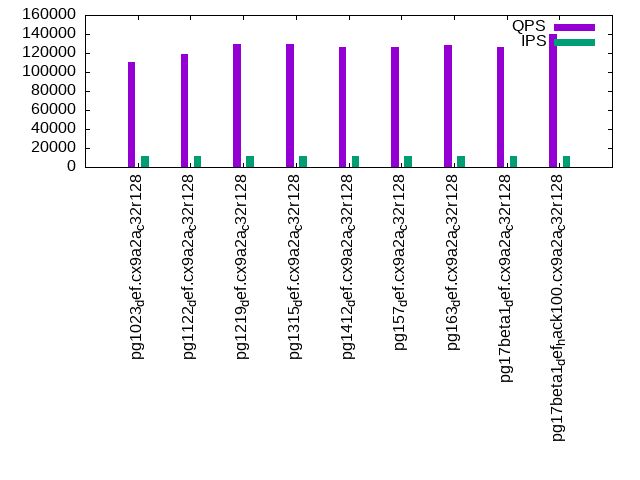 160000
140000
120000
100000
80000
60000
40000
20000
0
QPS
IPS
pg1023def.cx9a2ac32r128
pg1122def.cx9a2ac32r128
pg1219def.cx9a2ac32r128
pg1315def.cx9a2ac32r128
pg1412def.cx9a2ac32r128
pg157def.cx9a2ac32r128
pg163def.cx9a2ac32r128
pg17beta1def.cx9a2ac32r128
pg17beta1defhack100.cx9a2ac32r128